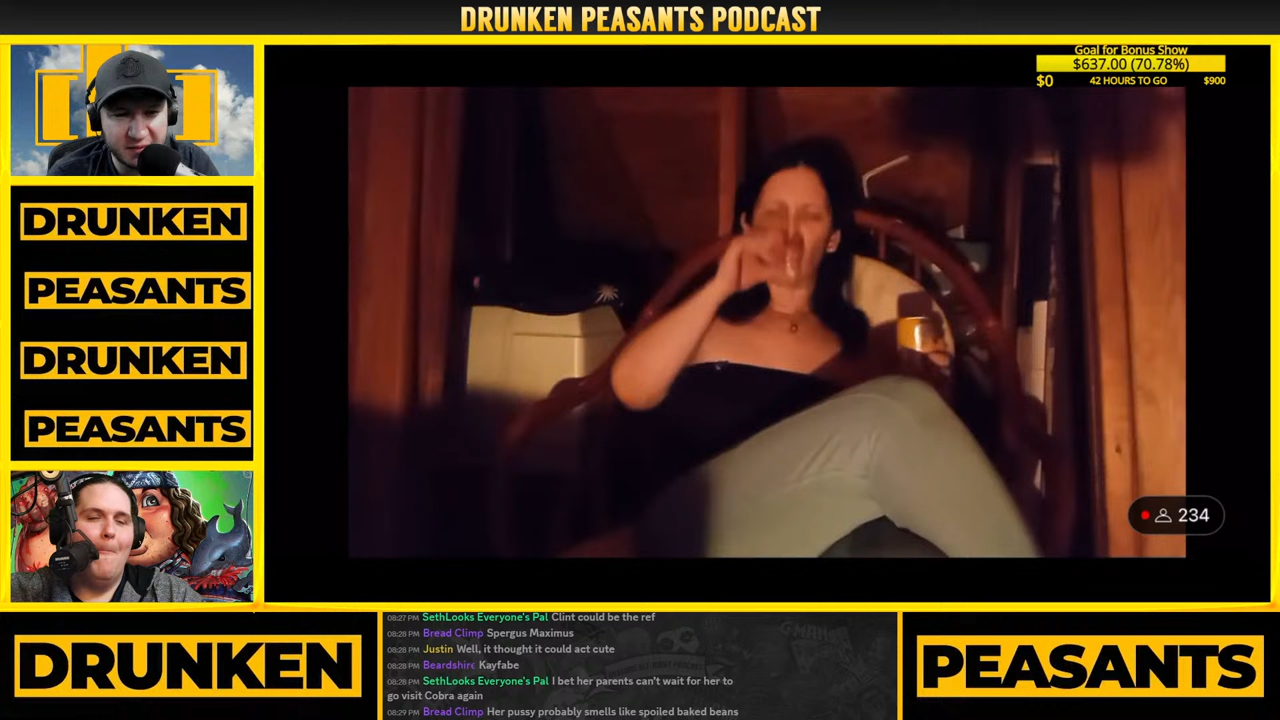 DRUNKEN PEASANTS PODCAST
Goal for Bonus Show
$637.00 (70.78%)
$0 42 HOURS TO GO $900
DRUNKEN
PEASANTS
DRUNKEN
PEASANTS
234
08:27 PM SethLooks Everyone's Pal Clint could be the ref
08:28 PM Bread Climp Spergus Maximus
08:28 PM Justin Well, it thought it could act cute
08:28 PM Beardshire Kayfabe
08:28 PM SethLooks Everyone's Pal I bet her parents can't wait for her to
go visit Cobra again
08:29 PM Bread Climp Her pussy probably smells like spoiled baked beans
DRUNKEN
PEASANTS